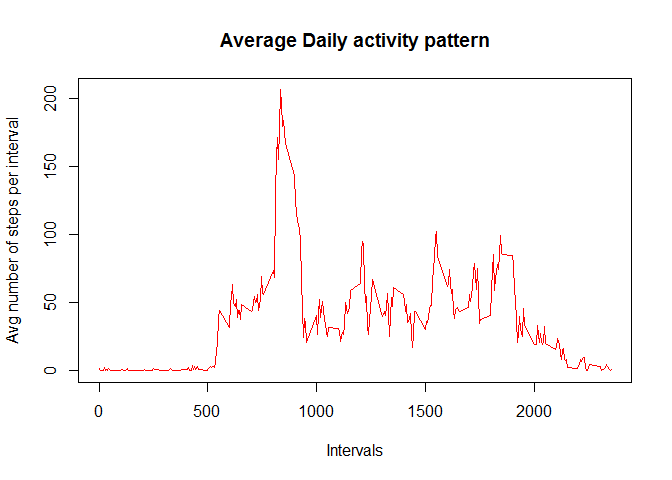 Average Daily activity pattern
Avg number of steps per interval
200
150
100
50
0
0 500 1000 1500 2000
Intervals